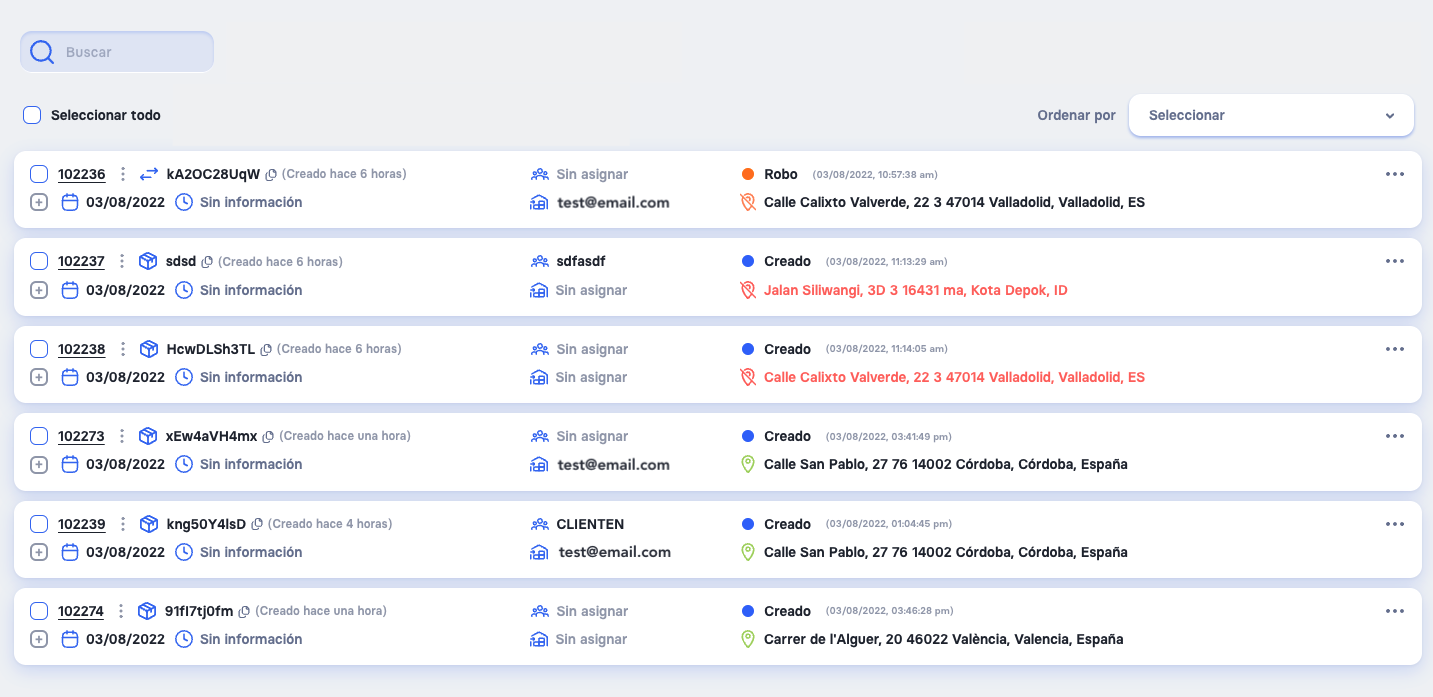 Buscar
Seleccionar todo
Ordenar por
Seleccionar
102236 kA2OC28UqW (Creado hace 6 horas) Sin asignar Robo (03/08/2022, 10:57:38 am)
03/08/2022 Sin información test@email.com Calle Calixto Valverde, 22 3 47014 Valladolid, Valladolid, ES
102237 sdsd (Creado hace 6 horas) sdfasdf Creado (03/08/2022, 11:13:29 am)
03/08/2022 Sin información Sin asignar Jalan Siliwangi, 3D 3 16431 ma, Kota Depok, ID
102238 HcwDLSh3TL (Creado hace 6 horas) Sin asignar Creado (03/08/2022, 11:14:05 am)
03/08/2022 Sin información Sin asignar Calle Calixto Valverde, 22 3 47014 Valladolid, Valladolid, ES
102273 xEw4aVH4mx (Creado hace una hora) Sin asignar Creado (03/08/2022, 03:41:49 pm)
03/08/2022 Sin información test@email.com Calle San Pablo, 27 76 14002 Córdoba, Córdoba, España
102239 kng50Y4lsD (Creado hace 4 horas) CLIENTEN Creado (03/08/2022, 01:04:45 pm)
03/08/2022 Sin información test@email.com Calle San Pablo, 27 76 14002 Córdoba, Córdoba, España
102274 91fI7tj0fm (Creado hace una hora) Sin asignar Creado (03/08/2022, 03:46:28 pm)
03/08/2022 Sin información Sin asignar Carrer de l'Alguer, 20 46022 València, Valencia, España